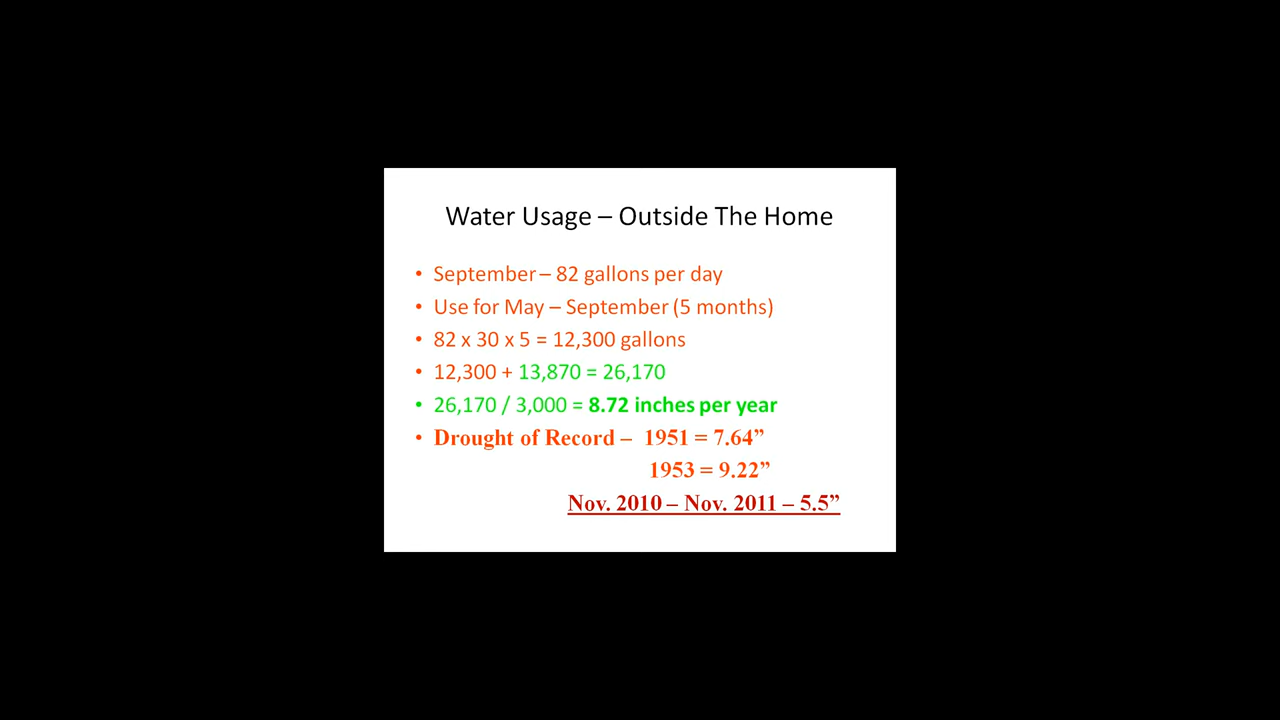 Water Usage – Outside The Home
• September – 82 gallons per day
• Use for May – September (5 months)
• 82 x 30 x 5 = 12,300 gallons
• 12,300 + 13,870 = 26,170
• 26,170 / 3,000 = 8.72 inches per year
• Drought of Record – 1951 = 7.64”
1953 = 9.22”
Nov. 2010 – Nov. 2011 – 5.5”